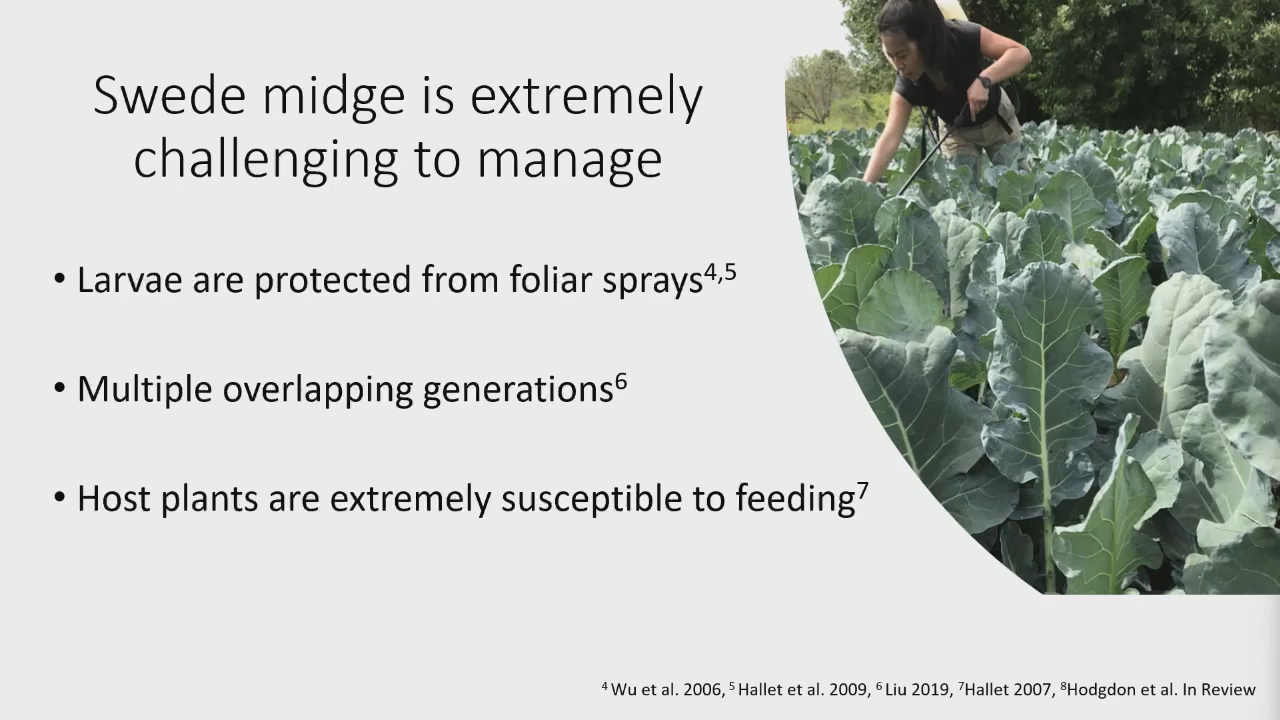 Swede midge is extremely
challenging to manage
• Larvae are protected from foliar sprays⁴,⁵
• Multiple overlapping generations⁶
• Host plants are extremely susceptible to feeding⁷
⁴ Wu et al. 2006, ⁵ Hallet et al. 2009, ⁶ Liu 2019, ⁷Hallet 2007, ⁸Hodgdon et al. In Review